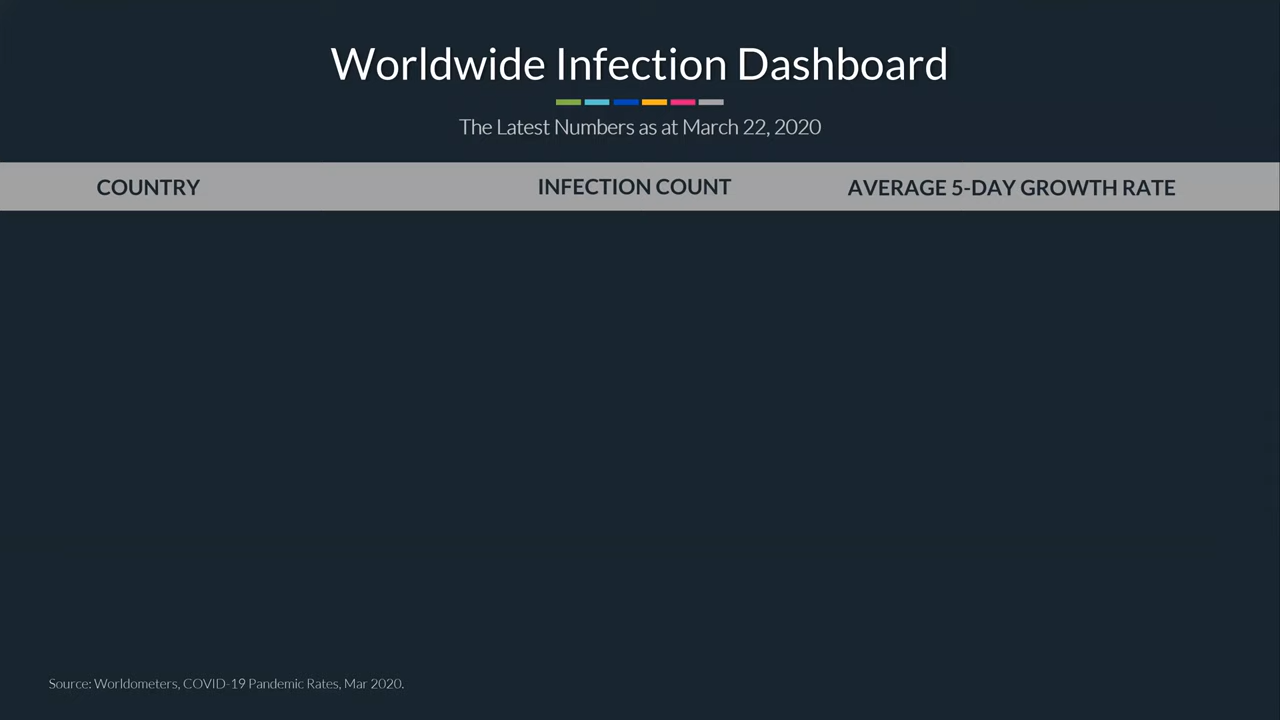 Worldwide Infection Dashboard
The Latest Numbers as at March 22, 2020
COUNTRY INFECTION COUNT AVERAGE 5-DAY GROWTH RATE
Source: Worldometers, COVID-19 Pandemic Rates, Mar 2020.